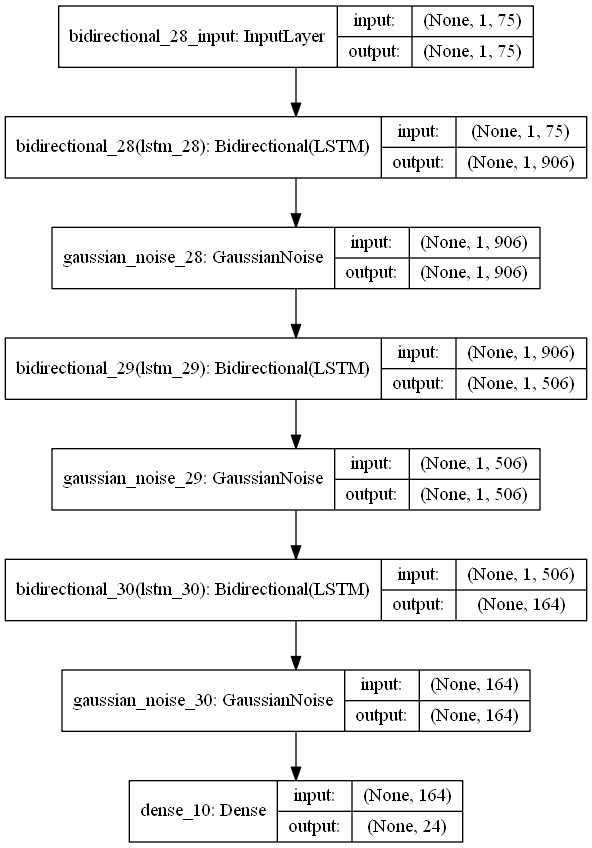 bidirectional_28_input: InputLayer
input: (None, 1, 75)
output: (None, 1, 75)
bidirectional_28(lstm_28): Bidirectional(LSTM)
input: (None, 1, 75)
output: (None, 1, 906)
gaussian_noise_28: GaussianNoise
input: (None, 1, 906)
output: (None, 1, 906)
bidirectional_29(lstm_29): Bidirectional(LSTM)
input: (None, 1, 906)
output: (None, 1, 506)
gaussian_noise_29: GaussianNoise
input: (None, 1, 506)
output: (None, 1, 506)
bidirectional_30(lstm_30): Bidirectional(LSTM)
input: (None, 1, 506)
output: (None, 164)
gaussian_noise_30: GaussianNoise
input: (None, 164)
output: (None, 164)
dense_10: Dense
input: (None, 164)
output: (None, 24)